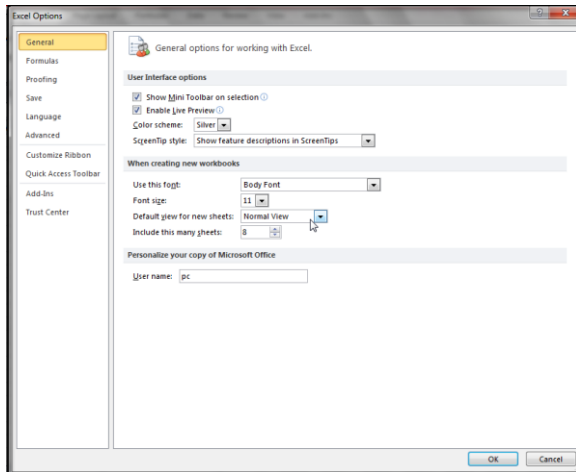 Excel Options
General
Formulas
Proofing
Save
Language
Advanced
Customize Ribbon
Quick Access Toolbar
Add-Ins
Trust Center
General options for working with Excel.
User Interface options
Show Mini Toolbar on selection
Enable Live Preview
Color scheme: Silver
ScreenTip style: Show feature descriptions in ScreenTips
When creating new workbooks
Use this font: Body Font
Font size: 11
Default view for new sheets: Normal View
Include this many sheets: 8
Personalize your copy of Microsoft Office
User name: pc
OK Cancel